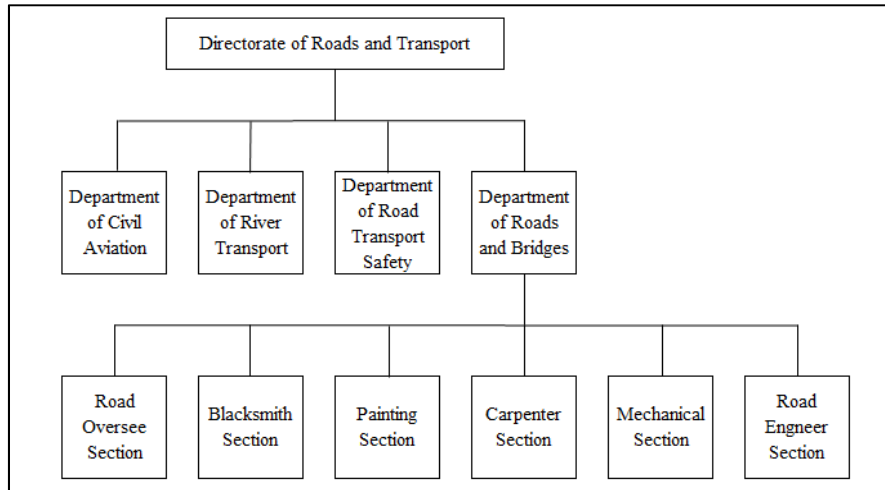 Directorate of Roads and Transport
Department
of Civil
Aviation
Department
of River
Transport
Department
of Road
Transport
Safety
Department
of Roads
and Bridges
Road
Oversee
Section
Blacksmith
Section
Painting
Section
Carpenter
Section
Mechanical
Section
Road
Engneer
Section